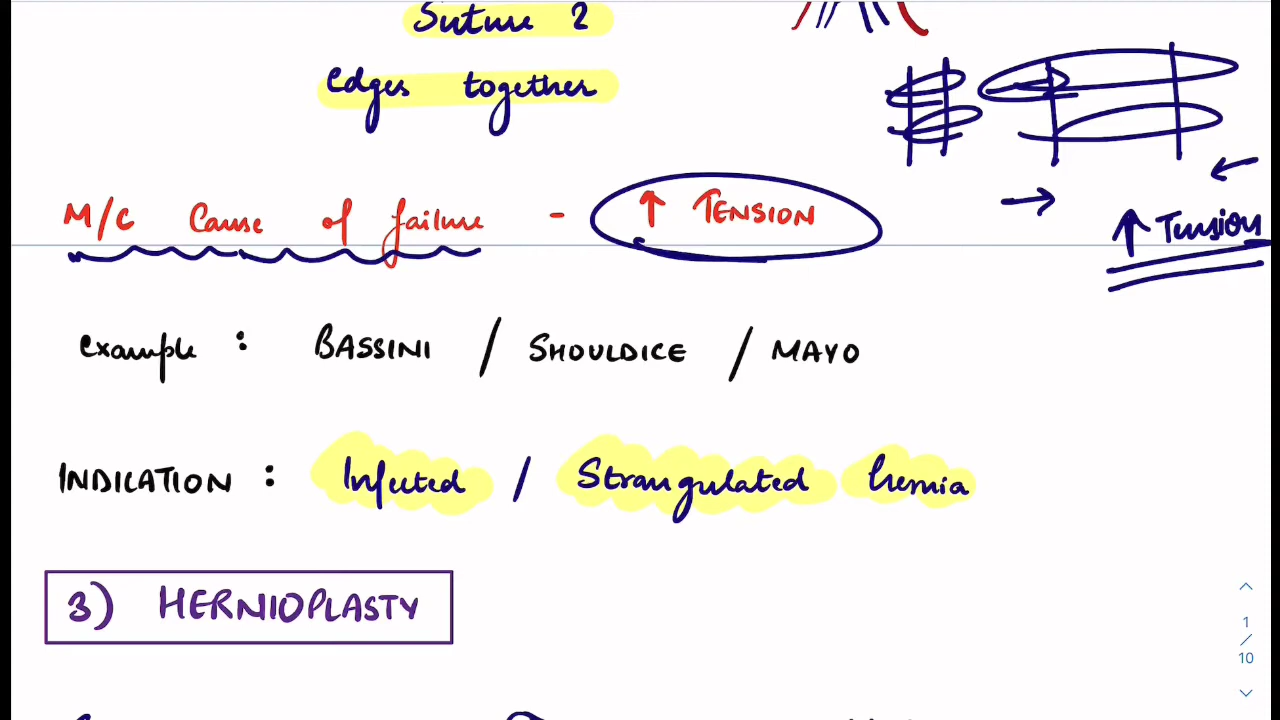 Suture 2
edges together
M/C Cause of failure - ↑ TENSION
↑ Tension
example : BASSINI / SHOULDICE / MAYO
INDICATION : Infected / Strangulated hernia
3) HERNIOPLASTY
1
/
10